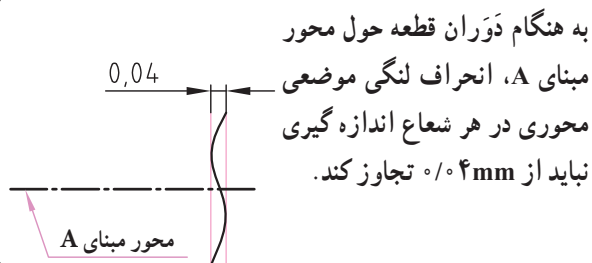 به هنگام دَوَران قطعه حول محور
مبنای A، انحراف لنگی موضعی
محوری در هر شعاع اندازه گیری
نباید از ۰/۰۴mm تجاوز کند.
0,04
محور مبنای A